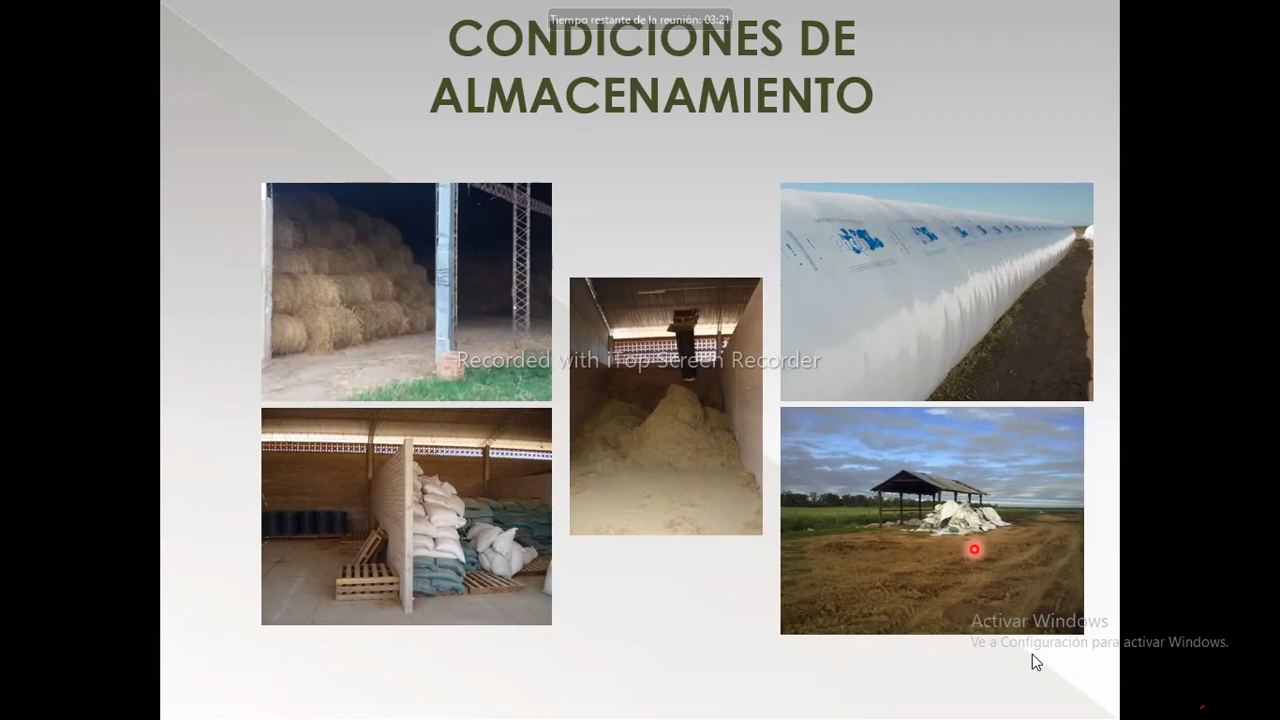 Tiempo restante de la reunión: 03:21
CONDICIONES DE
ALMACENAMIENTO
Recorded with iTop Screen Recorder
Activar Windows
Ve a Configuración para activar Windows.